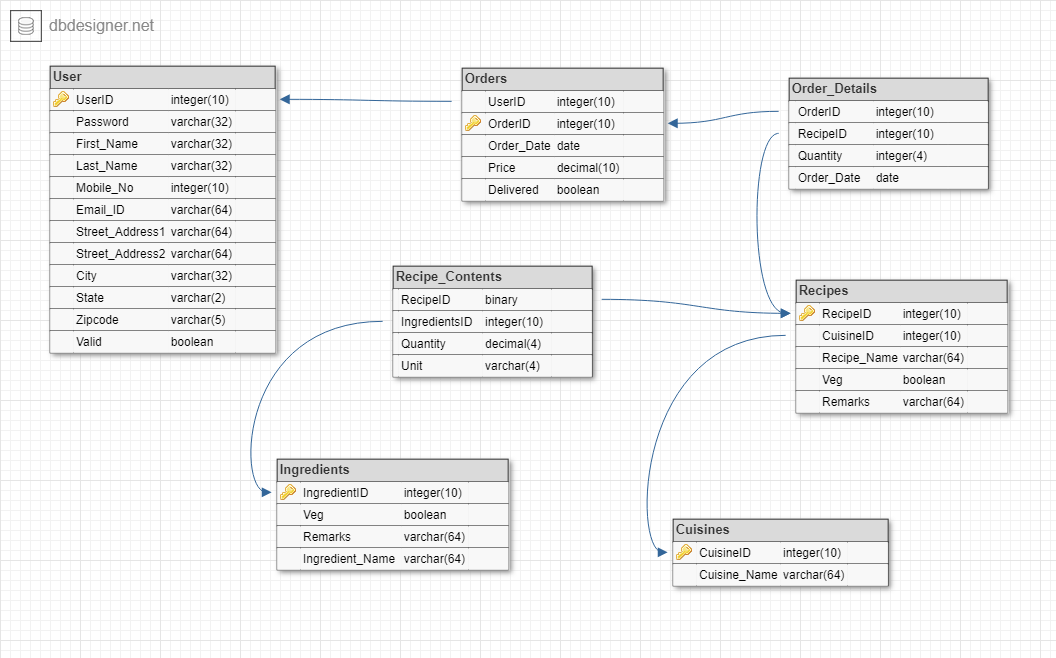 dbdesigner.net
User
UserID integer(10)
Password varchar(32)
First_Name varchar(32)
Last_Name varchar(32)
Mobile_No integer(10)
Email_ID varchar(64)
Street_Address1 varchar(64)
Street_Address2 varchar(64)
City varchar(32)
State varchar(2)
Zipcode varchar(5)
Valid boolean
Orders
UserID integer(10)
OrderID integer(10)
Order_Date date
Price decimal(10)
Delivered boolean
Order_Details
OrderID integer(10)
RecipeID integer(10)
Quantity integer(4)
Order_Date date
Recipe_Contents
RecipeID binary
IngredientsID integer(10)
Quantity decimal(4)
Unit varchar(4)
Recipes
RecipeID integer(10)
CuisineID integer(10)
Recipe_Name varchar(64)
Veg boolean
Remarks varchar(64)
Ingredients
IngredientID integer(10)
Veg boolean
Remarks varchar(64)
Ingredient_Name varchar(64)
Cuisines
CuisineID integer(10)
Cuisine_Name varchar(64)